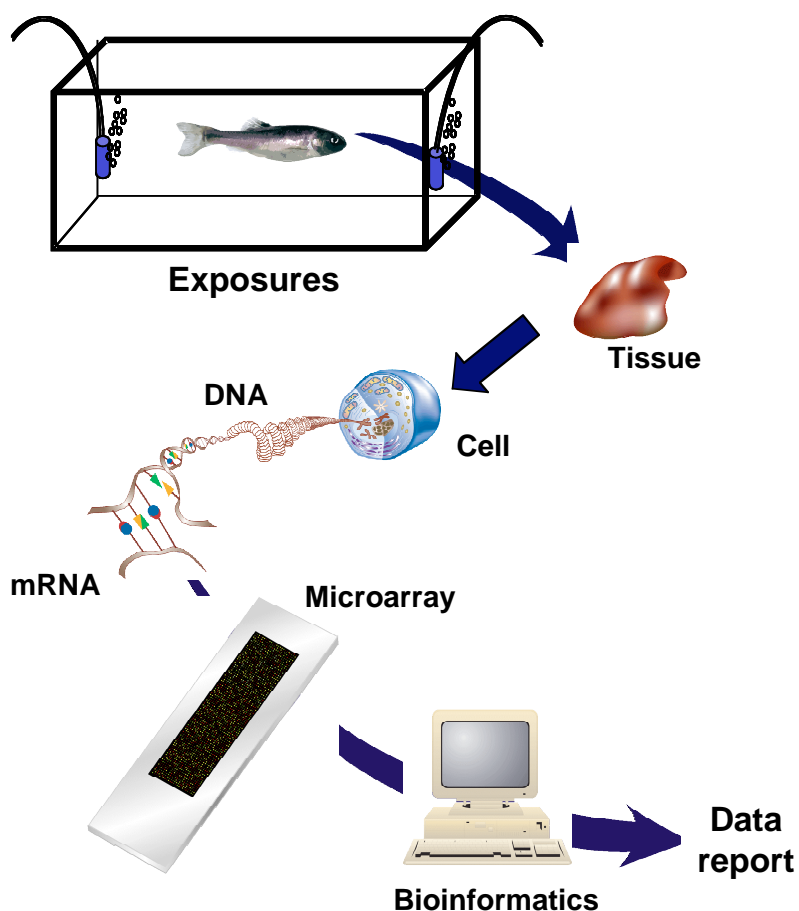 Exposures
Tissue
DNA
Cell
mRNA
Microarray
Data
report
Bioinformatics